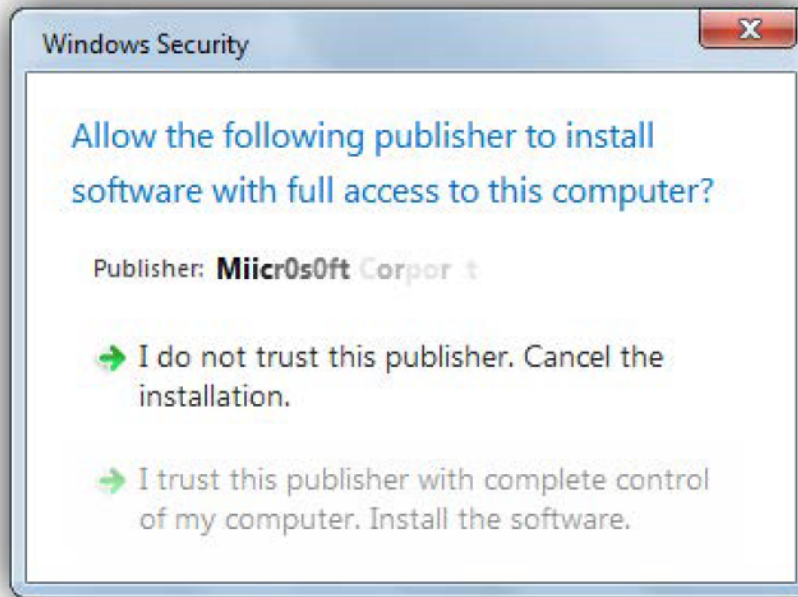 Windows Security
Allow the following publisher to install
software with full access to this computer?
Publisher: Miicr0s0ft Corpor t
I do not trust this publisher. Cancel the
installation.
I trust this publisher with complete control
of my computer. Install the software.